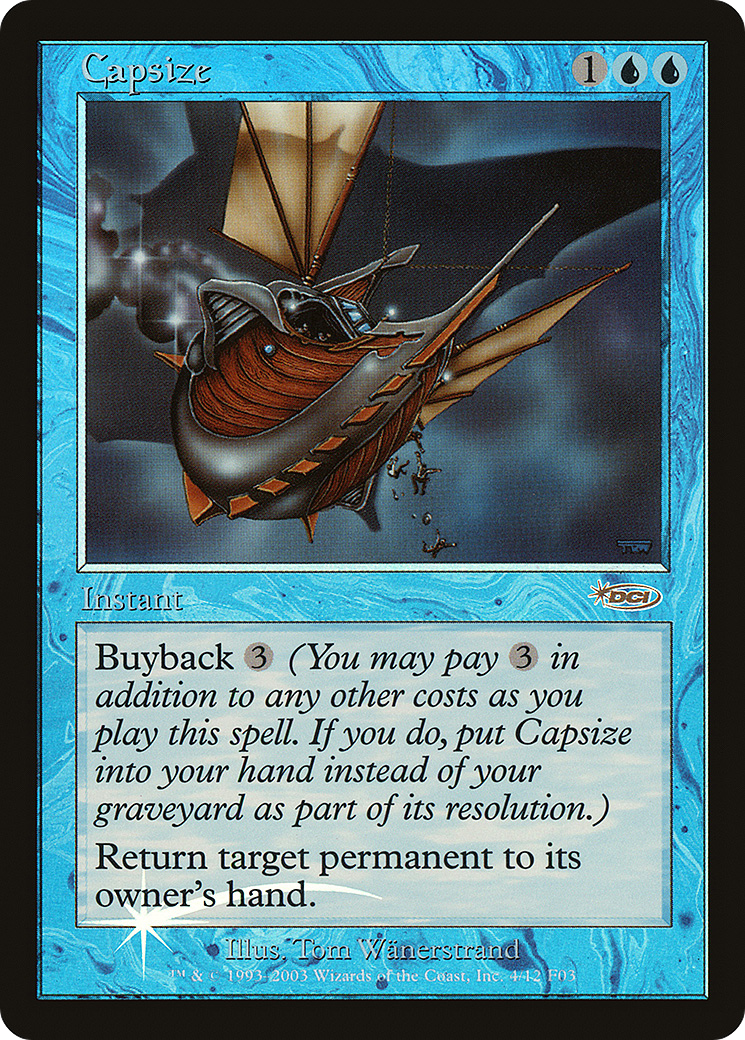 Capsize 1
Instant
DCI
Buyback 3 (You may pay 3 in
addition to any other costs as you
play this spell. If you do, put Capsize
into your hand instead of your
graveyard as part of its resolution.)
Return target permanent to its
owner's hand.
Illus. Tom Wänerstrand
™ & © 1993-2003 Wizards of the Coast, Inc. 4/12 F03